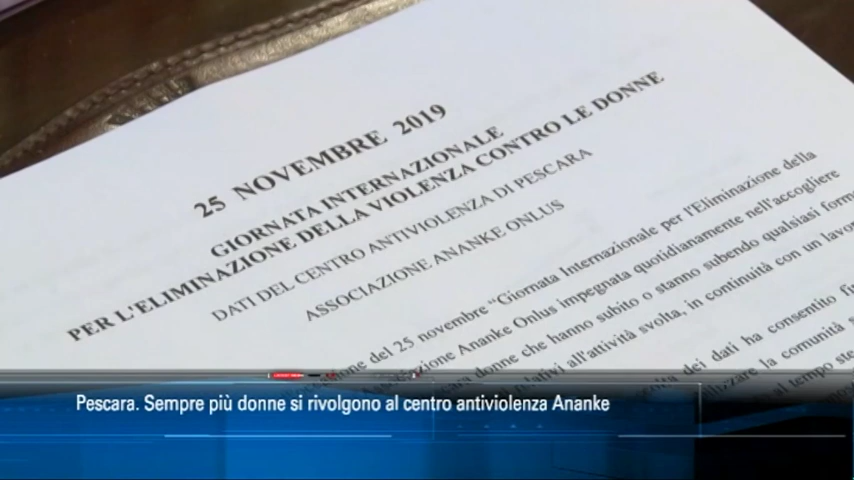 25 NOVEMBRE 2019
GIORNATA INTERNAZIONALE
PER L'ELIMINAZIONE DELLA VIOLENZA CONTRO LE DONNE
DATI DEL CENTRO ANTIVIOLENZA DI PESCARA
ASSOCIAZIONE ANANKE ONLUS
del 25 novembre "Giornata Internazionale per l'Eliminazione della
Ananke Onlus impegnata quotidianamente nell'accogliere
donne che hanno subito o stanno subendo qualsiasi
all'attività svolta, in continuità con un
dei dati ha consentito
la comunità
al tempo
Pescara. Sempre più donne si rivolgono al centro antiviolenza Ananke